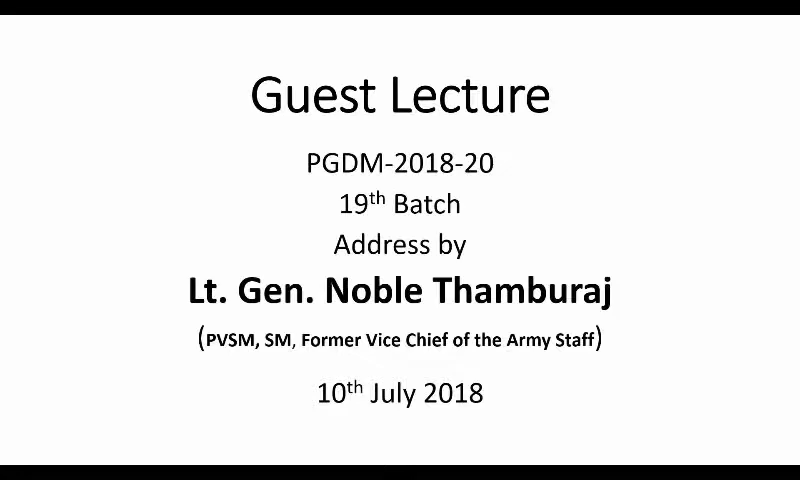 Guest Lecture
PGDM-2018-20
19th Batch
Address by
Lt. Gen. Noble Thamburaj
(PVSM, SM, Former Vice Chief of the Army Staff)
10th July 2018